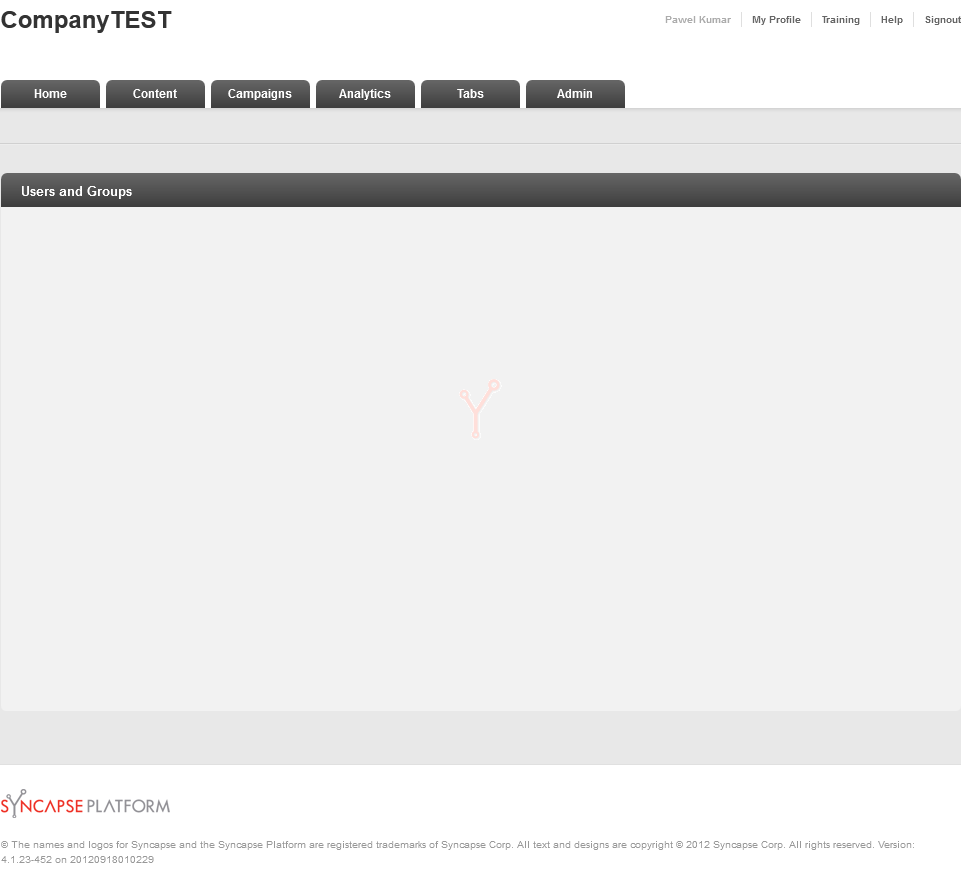 CompanyTEST
Pawel Kumar My Profile Training Help Signout
Home Content Campaigns Analytics Tabs Admin
Users and Groups
SYNCAPSE PLATFORM
© The names and logos for Syncapse and the Syncapse Platform are registered trademarks of Syncapse Corp. All text and designs are copyright © 2012 Syncapse Corp. All rights reserved. Version:
4.1.23-452 on 20120918010229